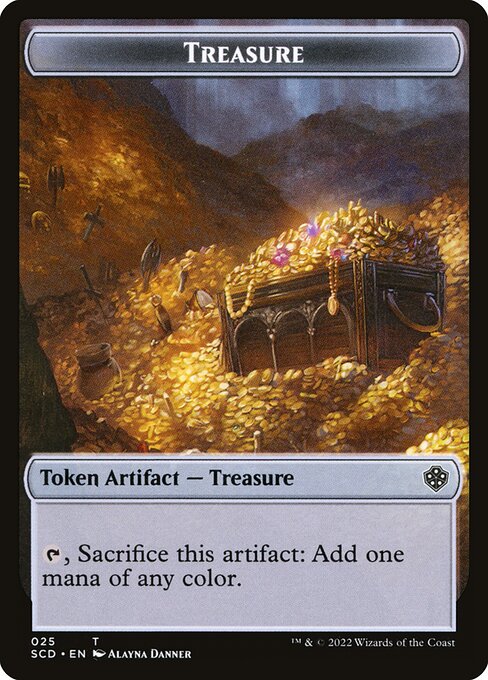 Treasure
Token Artifact — Treasure
, Sacrifice this artifact: Add one
mana of any color.
025 T
SCD • EN Alayna Danner
™ & © 2022 Wizards of the Coast